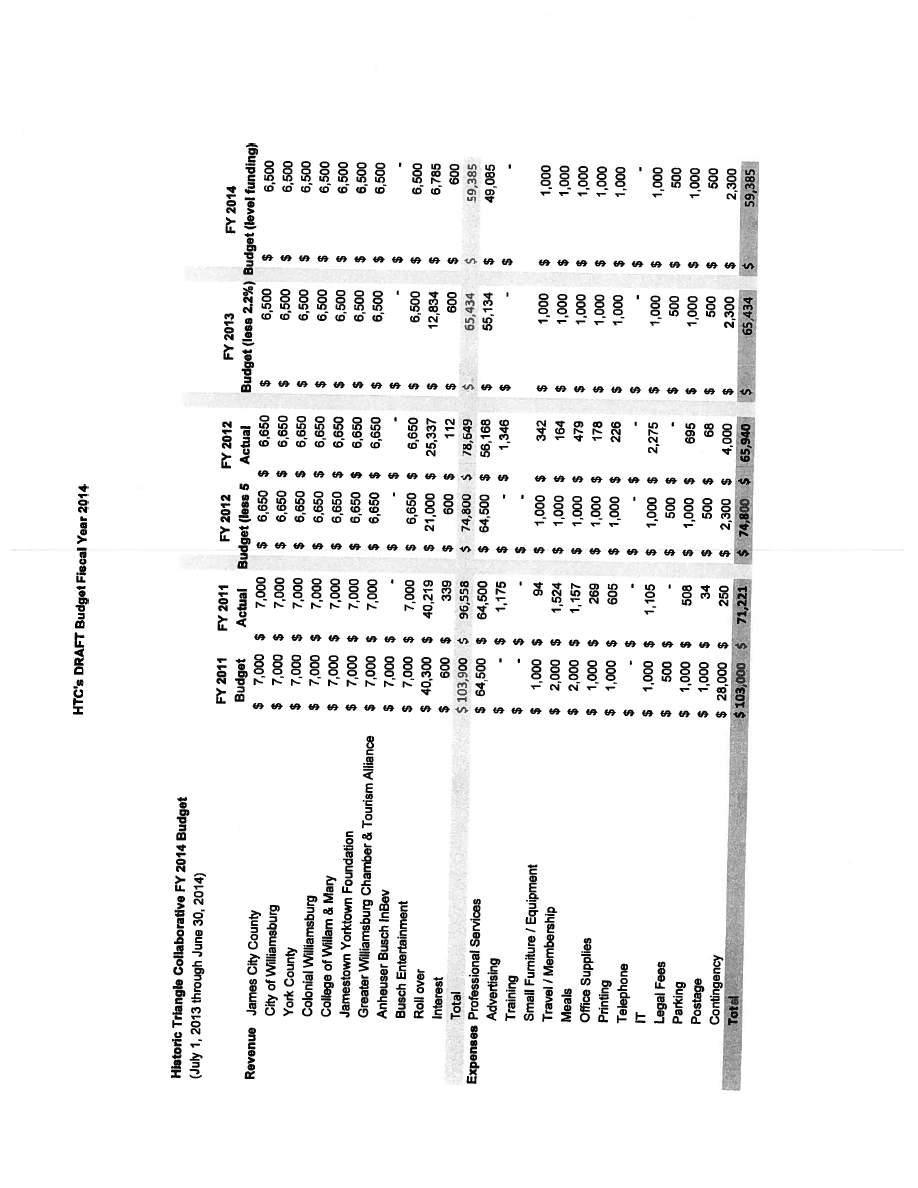 HTC's DRAFT Budget Fiscal Year 2014
Historic Triangle Collaborative FY 2014 Budget
(July 1, 2013 through June 30, 2014)
FY 2011 FY 2011 FY 2012 FY 2012 FY 2013 FY 2014
Budget Actual Budget (less 5 Actual Budget (less 2.2%) Budget (level funding)
Revenue James City County $ 7,000 $ 7,000 $ 6,650 $ 6,650 $ 6,500 $ 6,500
City of Williamsburg $ 7,000 $ 7,000 $ 6,650 $ 6,650 $ 6,500 $ 6,500
York County $ 7,000 $ 7,000 $ 6,650 $ 6,650 $ 6,500 $ 6,500
Colonial Williamsburg $ 7,000 $ 7,000 $ 6,650 $ 6,650 $ 6,500 $ 6,500
College of Willam & Mary $ 7,000 $ 7,000 $ 6,650 $ 6,650 $ 6,500 $ 6,500
Jamestown Yorktown Foundation $ 7,000 $ 7,000 $ 6,650 $ 6,650 $ 6,500 $ 6,500
Greater Williamsburg Chamber & Tourism Alliance $ 7,000 $ 7,000 $ 6,650 $ 6,650 $ 6,500 $ 6,500
Anheuser Busch InBev $ 7,000 $ - $ - $ - $ - $ -
Busch Entertainment $ 7,000 $ 7,000 $ 6,650 $ 6,650 $ 6,500 $ 6,500
Roll over $ 40,300 $ 40,219 $ 21,000 $ 25,337 $ 12,834 $ 6,785
Interest $ 600 $ 339 $ 600 $ 112 $ 600 $ 600
Total $ 103,900 $ 96,558 $ 74,800 $ 78,649 $ 65,434 $ 59,385
Expenses Professional Services $ 64,500 $ 64,500 $ 64,500 $ 56,168 $ 55,134 $ 49,085
Advertising $ - $ 1,175 $ - $ 1,346 $ - $ -
Training $ - $ -
Small Furniture / Equipment $ 1,000 $ 94 $ 1,000 $ 342 $ 1,000 $ 1,000
Travel / Membership $ 2,000 $ 1,524 $ 1,000 $ 164 $ 1,000 $ 1,000
Meals $ 2,000 $ 1,157 $ 1,000 $ 479 $ 1,000 $ 1,000
Office Supplies $ 1,000 $ 269 $ 1,000 $ 178 $ 1,000 $ 1,000
Printing $ 1,000 $ 605 $ 1,000 $ 226 $ 1,000 $ 1,000
Telephone $ - $ - $ - $ - $ - $ -
IT $ 1,000 $ 1,105 $ 1,000 $ 2,275 $ 1,000 $ 1,000
Legal Fees $ 500 $ - $ 500 $ - $ 500 $ 500
Parking $ 1,000 $ 508 $ 1,000 $ 695 $ 1,000 $ 1,000
Postage $ 1,000 $ 34 $ 500 $ 68 $ 500 $ 500
Contingency $ 28,000 $ 250 $ 2,300 $ 4,000 $ 2,300 $ 2,300
Total $ 103,000 $ 71,221 $ 74,800 $ 65,940 $ 65,434 $ 59,385